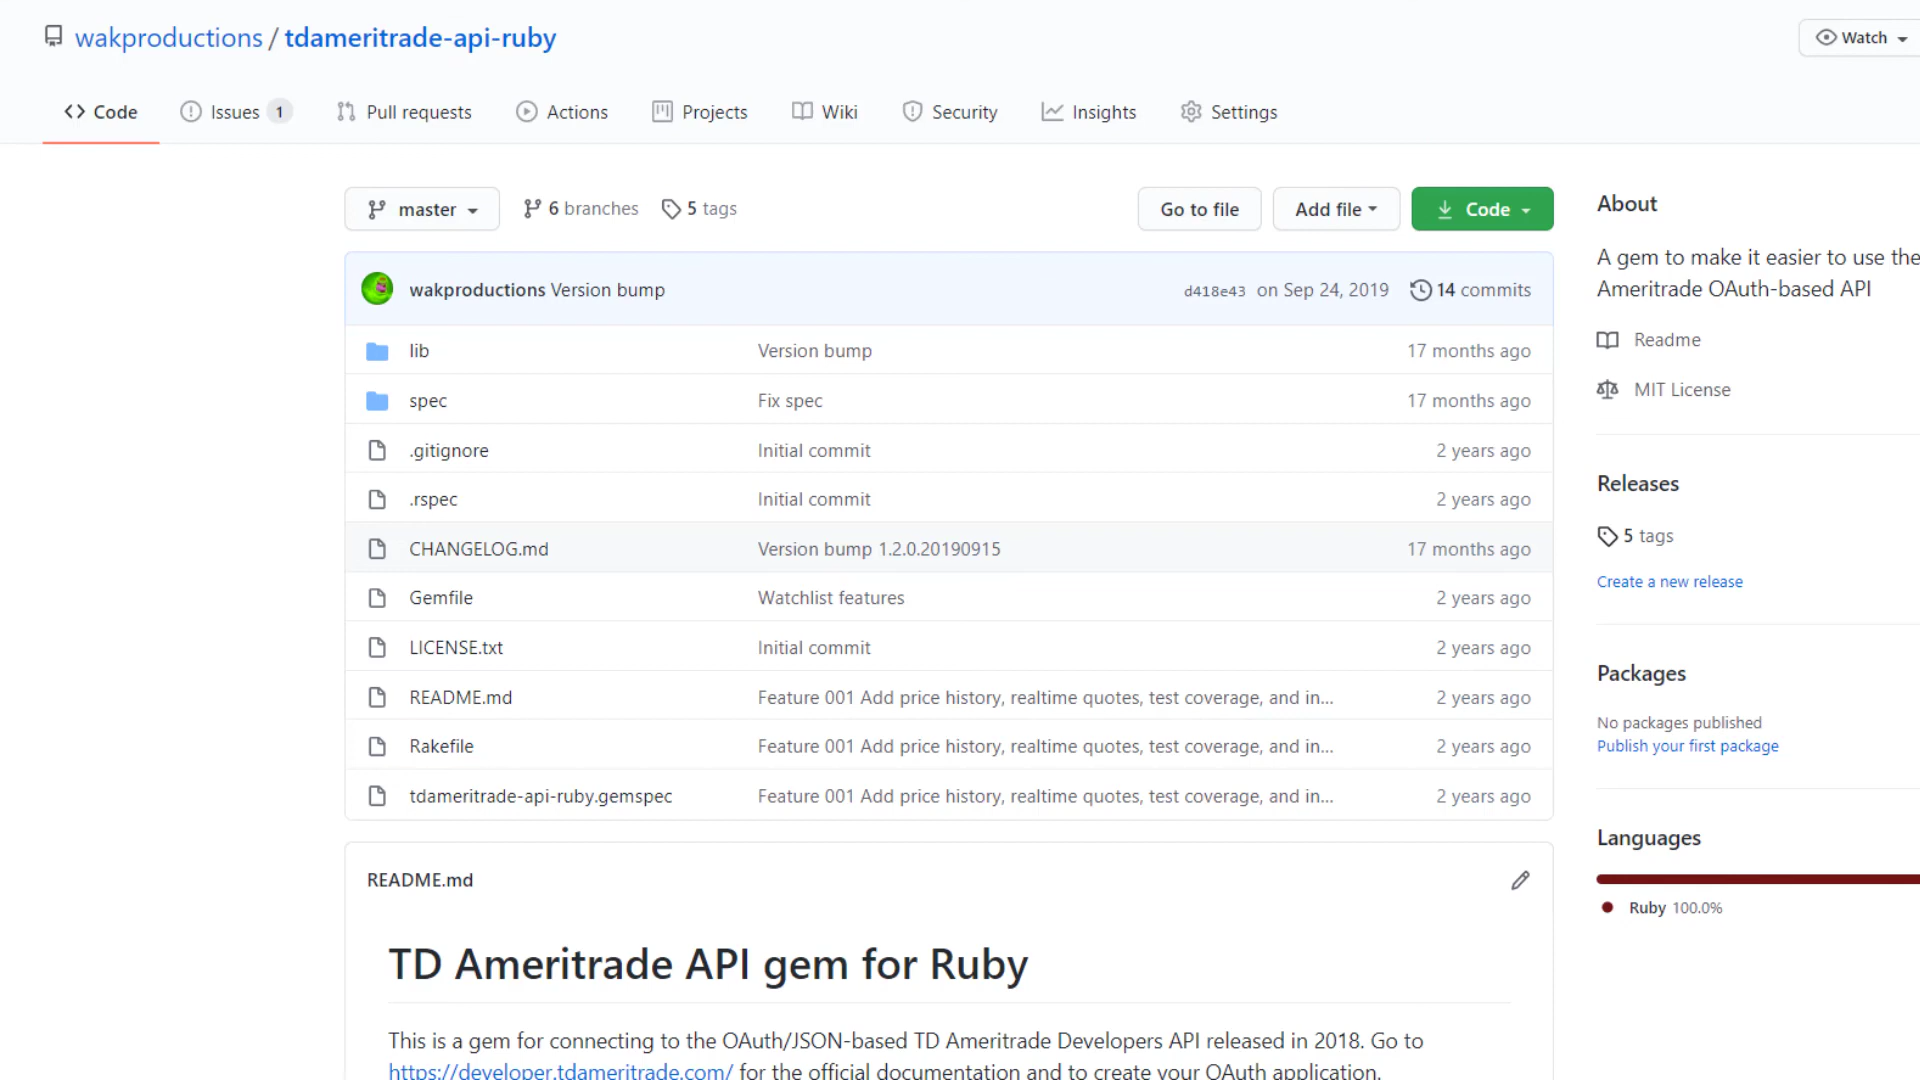 wakproductions / tdameritrade-api-ruby
Watch
Code
Issues 1
Pull requests
Actions
Projects
Wiki
Security
Insights
Settings
master
6 branches
5 tags
Go to file
Add file
Code
wakproductions Version bump d418e43 on Sep 24, 2019 14 commits
lib Version bump 17 months ago
spec Fix spec 17 months ago
.gitignore Initial commit 2 years ago
.rspec Initial commit 2 years ago
CHANGELOG.md Version bump 1.2.0.20190915 17 months ago
Gemfile Watchlist features 2 years ago
LICENSE.txt Initial commit 2 years ago
README.md Feature 001 Add price history, realtime quotes, test coverage, and in... 2 years ago
Rakefile Feature 001 Add price history, realtime quotes, test coverage, and in... 2 years ago
tdameritrade-api-ruby.gemspec Feature 001 Add price history, realtime quotes, test coverage, and in... 2 years ago
README.md
TD Ameritrade API gem for Ruby
This is a gem for connecting to the OAuth/JSON-based TD Ameritrade Developers API released in 2018. Go to
https://developer.tdameritrade.com/ for the official documentation and to create your OAuth application.
About
A gem to make it easier to use the
Ameritrade OAuth-based API
Readme
MIT License
Releases
5 tags
Create a new release
Packages
No packages published
Publish your first package
Languages
Ruby 100.0%